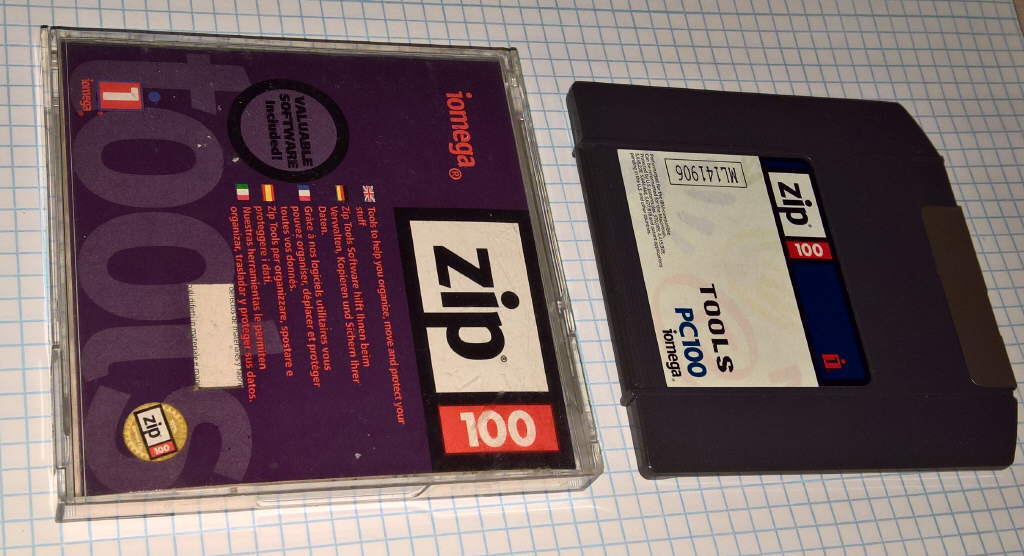 iomega®
zip®
100
VALUABLE
SOFTWARE
Included!
Tools to help you organize, move and protect your
stuff
Zip Tools Software hilft Ihnen beim
Verwalten, Kopieren und Sichern Ihrer
Daten.
Grâce à nos logiciels utilitaires vous
pouvez organiser, déplacer et protéger
toutes vos données.
Zip Tools per organizzare, spostare e
proteggere i dati.
Nuestras herramientas le permiten
organizar, trasladar y proteger sus datos.
iomega®
tools
zip
100
zip®
100
ML141906
TOOLS
PC100
iomega®